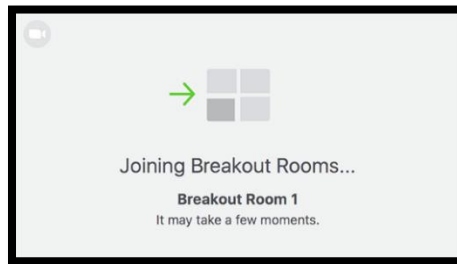 Joining Breakout Rooms...
Breakout Room 1
It may take a few moments.